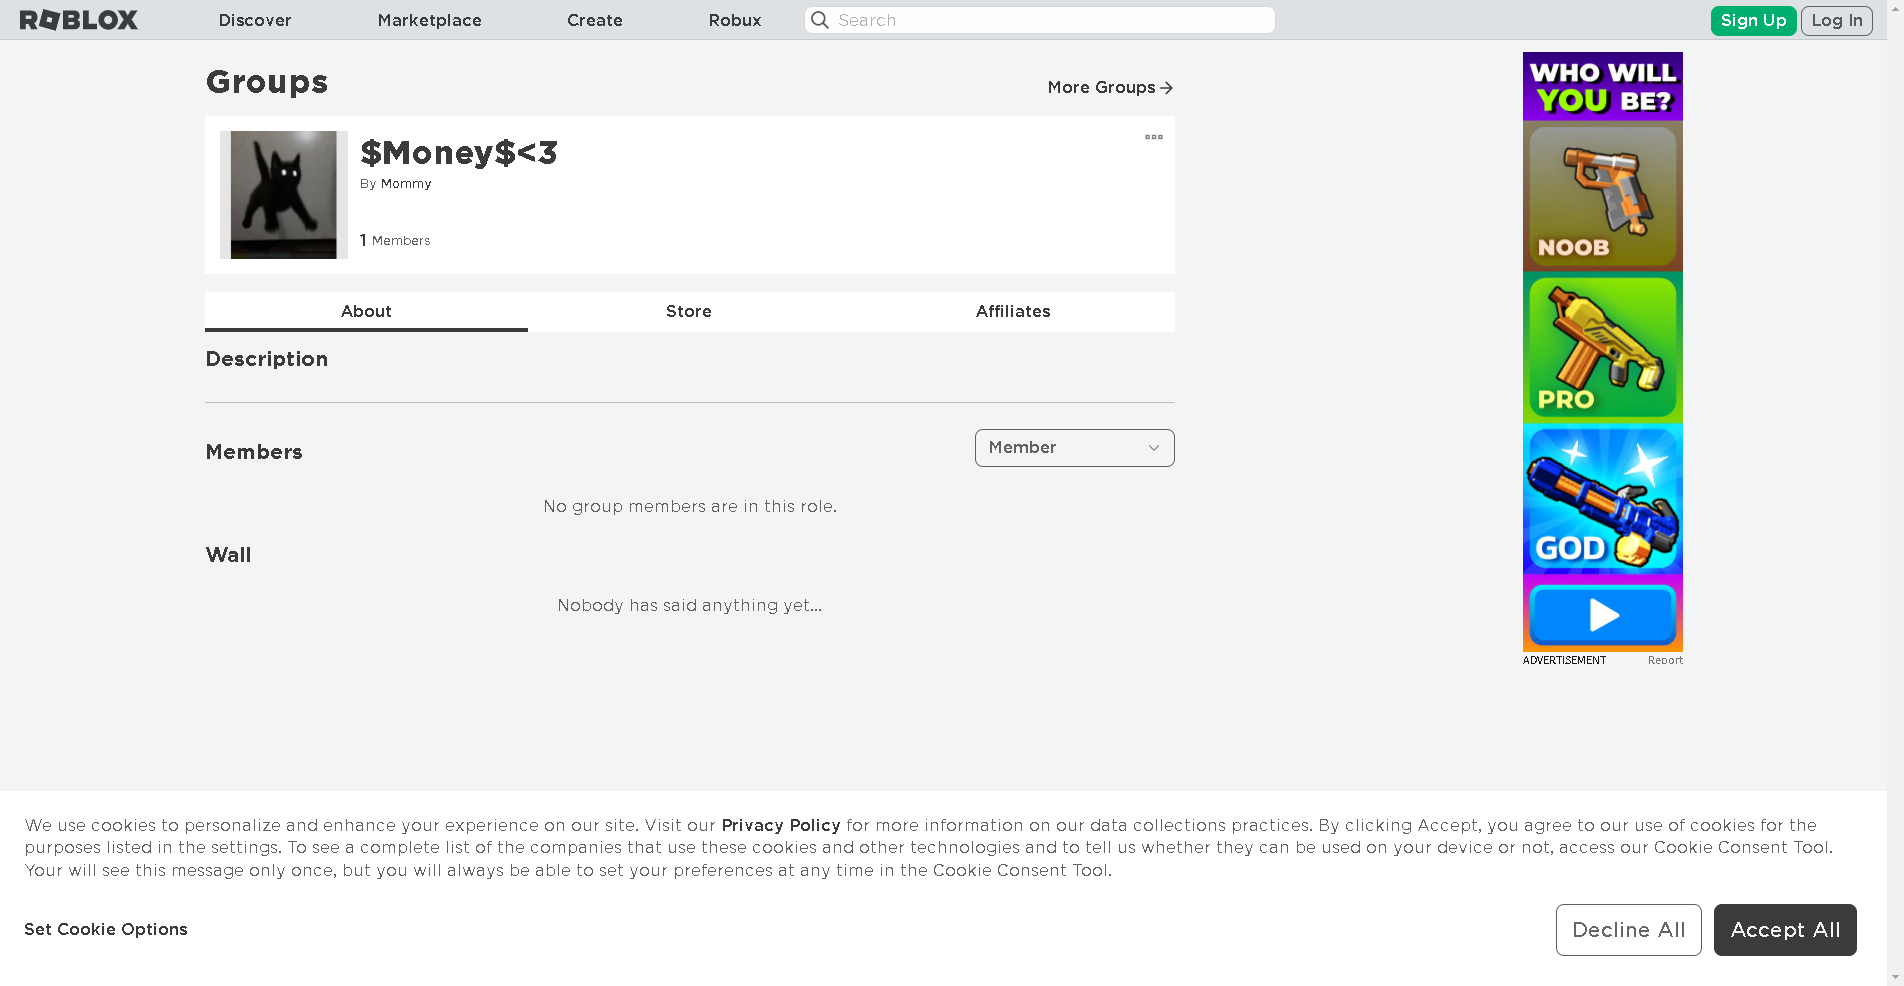 ROBLOX
Discover
Marketplace
Create
Robux
Search
Sign Up
Log In
Groups
More Groups
$Money$<3
By Mommy
1 Members
About
Store
Affiliates
Description
Members
Member
No group members are in this role.
Wall
Nobody has said anything yet...
WHO WILL
YOU BE?
NOOB
PRO
GOD
ADVERTISEMENT
Report
We use cookies to personalize and enhance your experience on our site. Visit our Privacy Policy for more information on our data collections practices. By clicking Accept, you agree to our use of cookies for the
purposes listed in the settings. To see a complete list of the companies that use these cookies and other technologies and to tell us whether they can be used on your device or not, access our Cookie Consent Tool.
Your will see this message only once, but you will always be able to set your preferences at any time in the Cookie Consent Tool.
Set Cookie Options
Decline All
Accept All